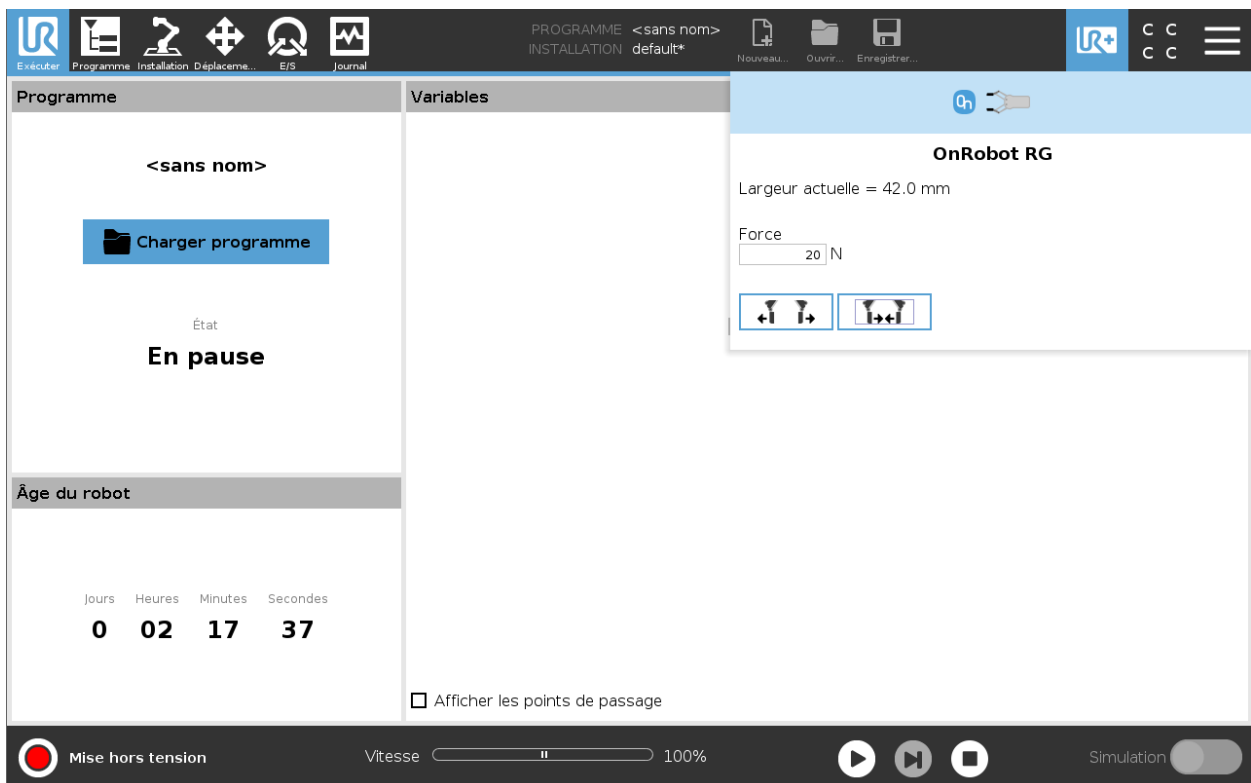 PROGRAMME <sans nom>
INSTALLATION default*
UR+
C C
C C
Exécuter Programme Installation Déplaceme... E/S Journal
Nouveau... Ouvrir... Enregistrer...
Programme
<sans nom>
Charger programme
État
En pause
Âge du robot
Jours Heures Minutes Secondes
0 02 17 37
Variables
Afficher les points de passage
On
OnRobot RG
Largeur actuelle = 42.0 mm
Force
20 N
Mise hors tension
Vitesse 100%
Simulation